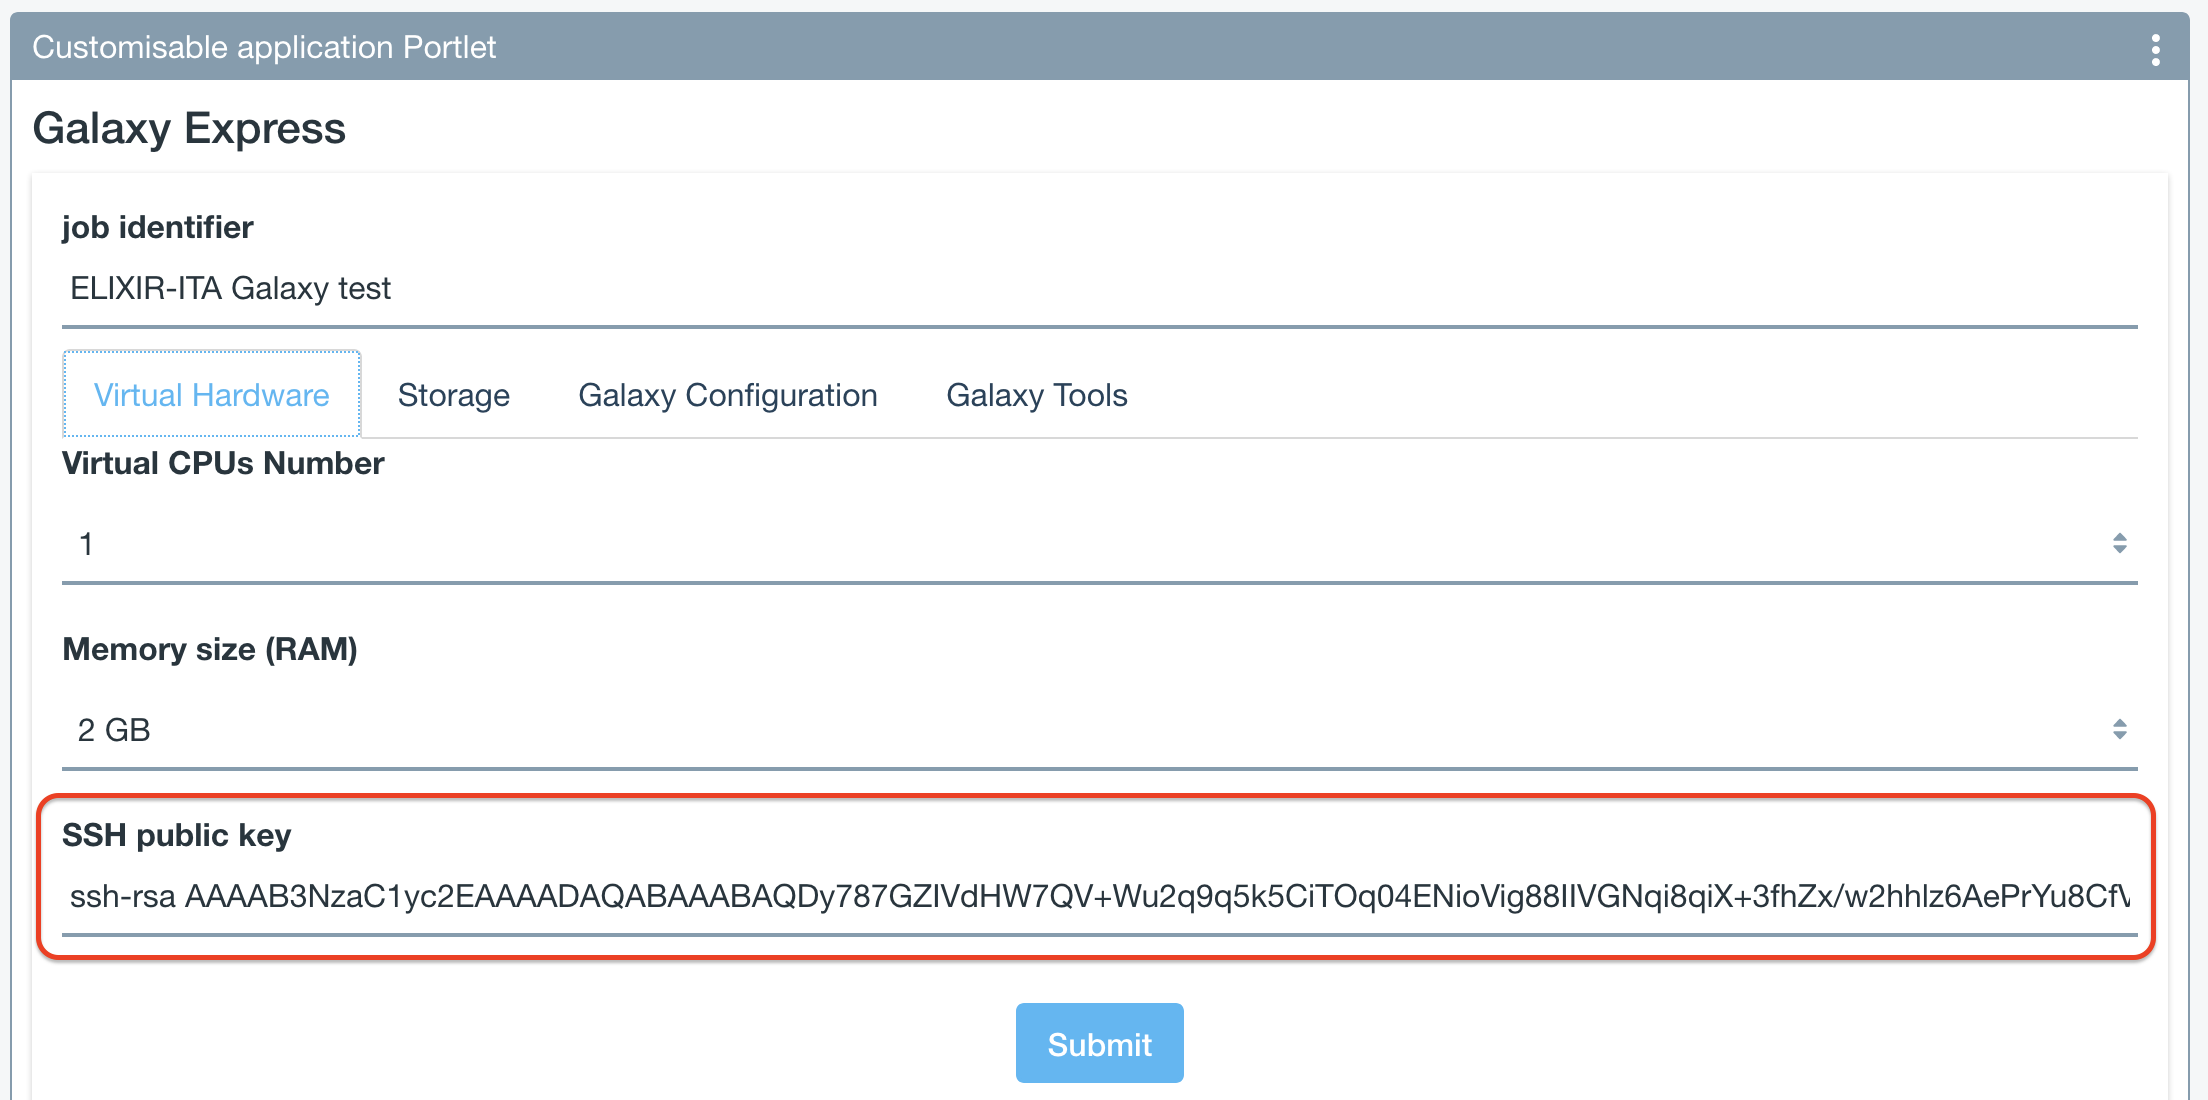 Customisable application Portlet
Galaxy Express
job identifier
ELIXIR-ITA Galaxy test
Virtual Hardware Storage Galaxy Configuration Galaxy Tools
Virtual CPUs Number
1
Memory size (RAM)
2 GB
SSH public key
ssh-rsa AAAAB3NzaC1yc2EAAAADAQABAAABAQDy787GZIVdHW7QV+Wu2q9q5k5CiTOq04ENioVig88IIVGNqi8qiX+3fhZx/w2hhlz6AePrYu8Cf
Submit